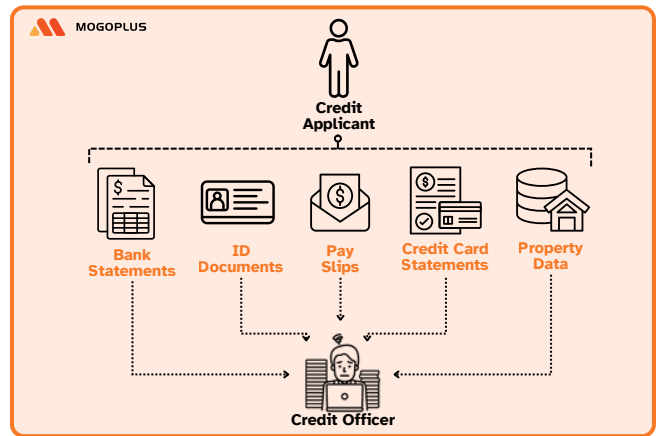 MOGOPLUS
Credit
Applicant
Bank
Statements
ID
Documents
Pay
Slips
Credit Card
Statements
Property
Data
Credit Officer